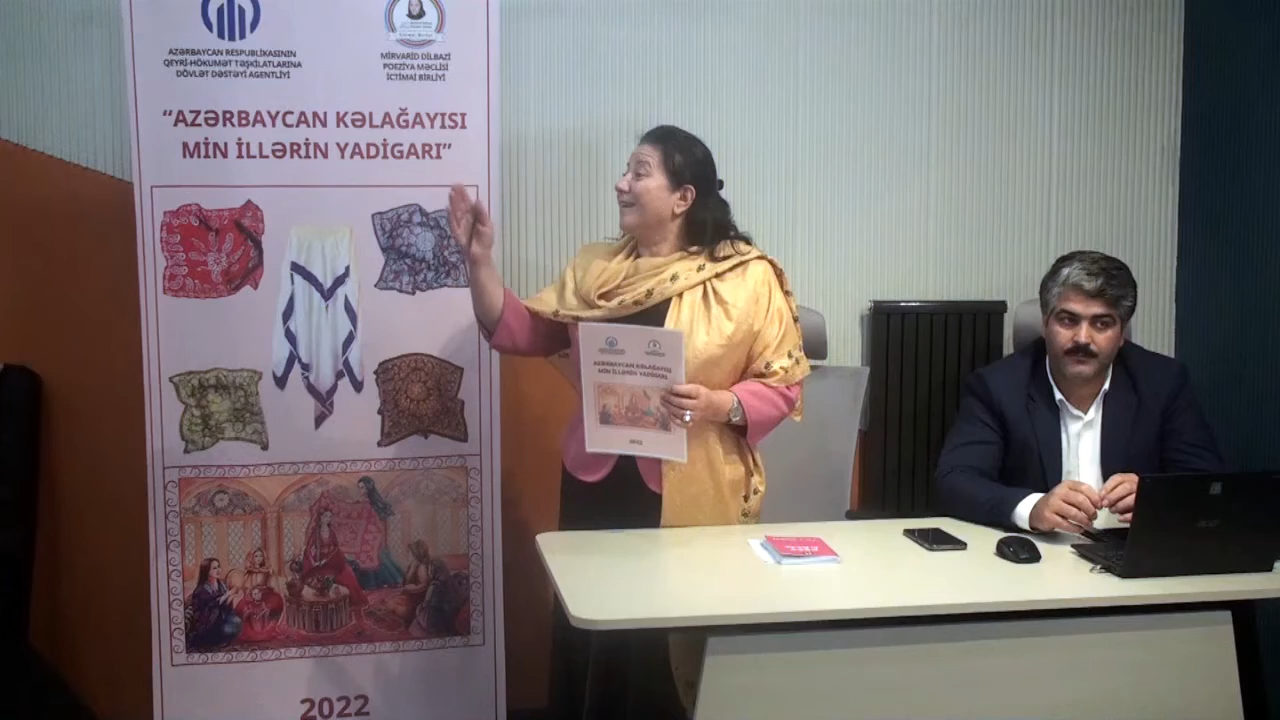 AZƏRBAYCAN RESPUBLİKASININ
QEYRİ-HÖKUMƏT TƏŞKİLATLARINA
DÖVLƏT DƏSTƏYİ AGENTLİYİ
MİRVARİD DİLBAZİ
POEZİYA MƏCLİSİ
İCTİMAİ BİRLİYİ
“AZƏRBAYCAN KƏLAĞAYISI
MİN İLLƏRİN YADİGARI”
2022
AZƏRBAYCAN KƏLAĞAYISI
MİN İLLƏRİN YADİGARI
2022